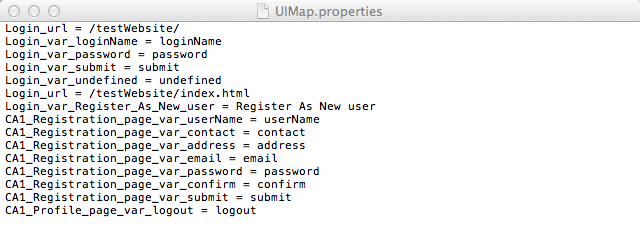 UIMap.properties
Login_url = /testWebsite/
Login_var_loginName = loginName
Login_var_password = password
Login_var_submit = submit
Login_var_undefined = undefined
Login_url = /testWebsite/index.html
Login_var_Register_As_New_user = Register As New user
CA1_Registration_page_var_userName = userName
CA1_Registration_page_var_contact = contact
CA1_Registration_page_var_address = address
CA1_Registration_page_var_email = email
CA1_Registration_page_var_password = password
CA1_Registration_page_var_confirm = confirm
CA1_Registration_page_var_submit = submit
CA1_Profile_page_var_logout = logout